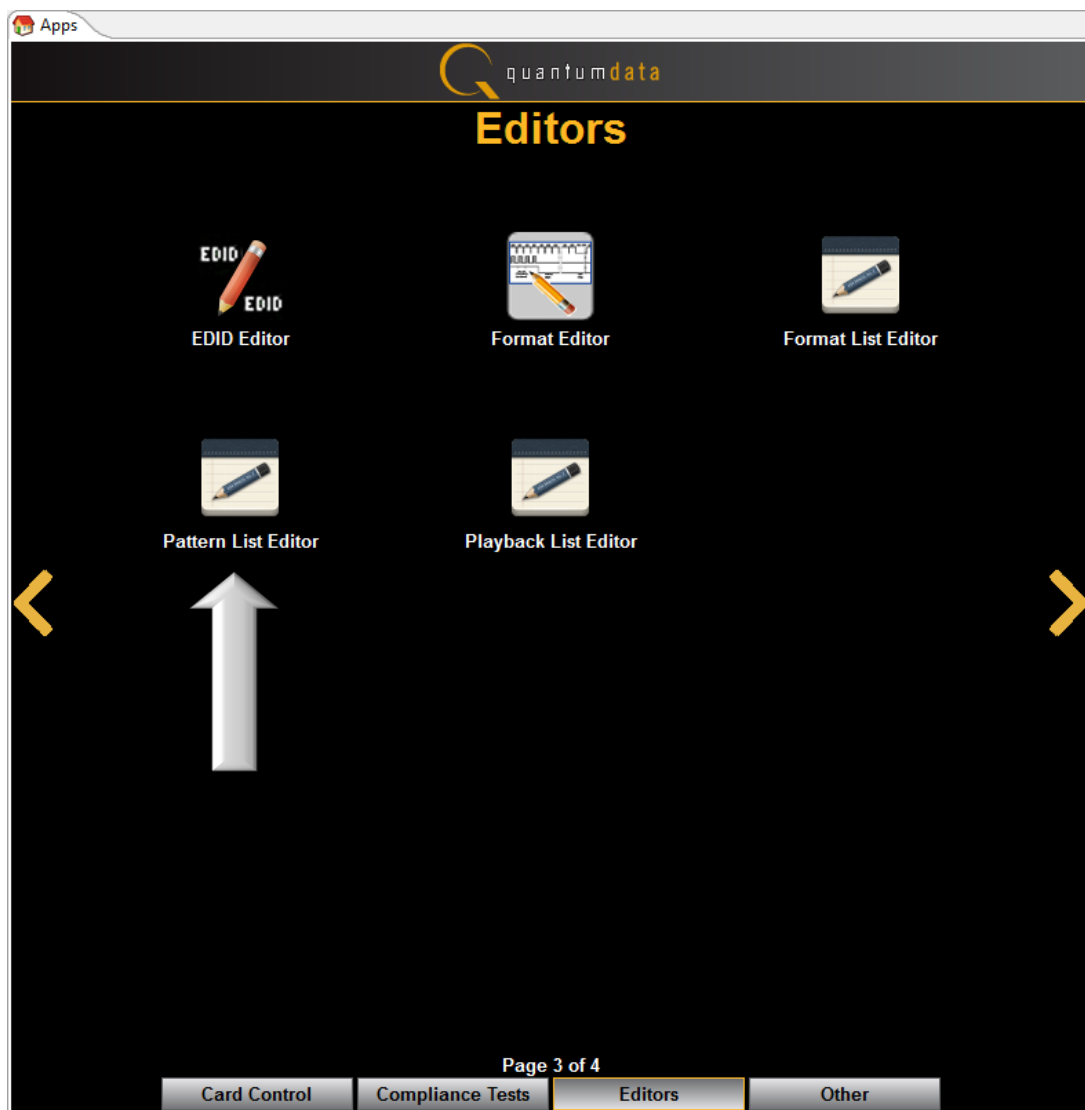 Apps
quantumdata
Editors
EDID
EDID
EDID Editor
Format Editor
Format List Editor
Pattern List Editor
Playback List Editor
Page 3 of 4
Card Control
Compliance Tests
Editors
Other